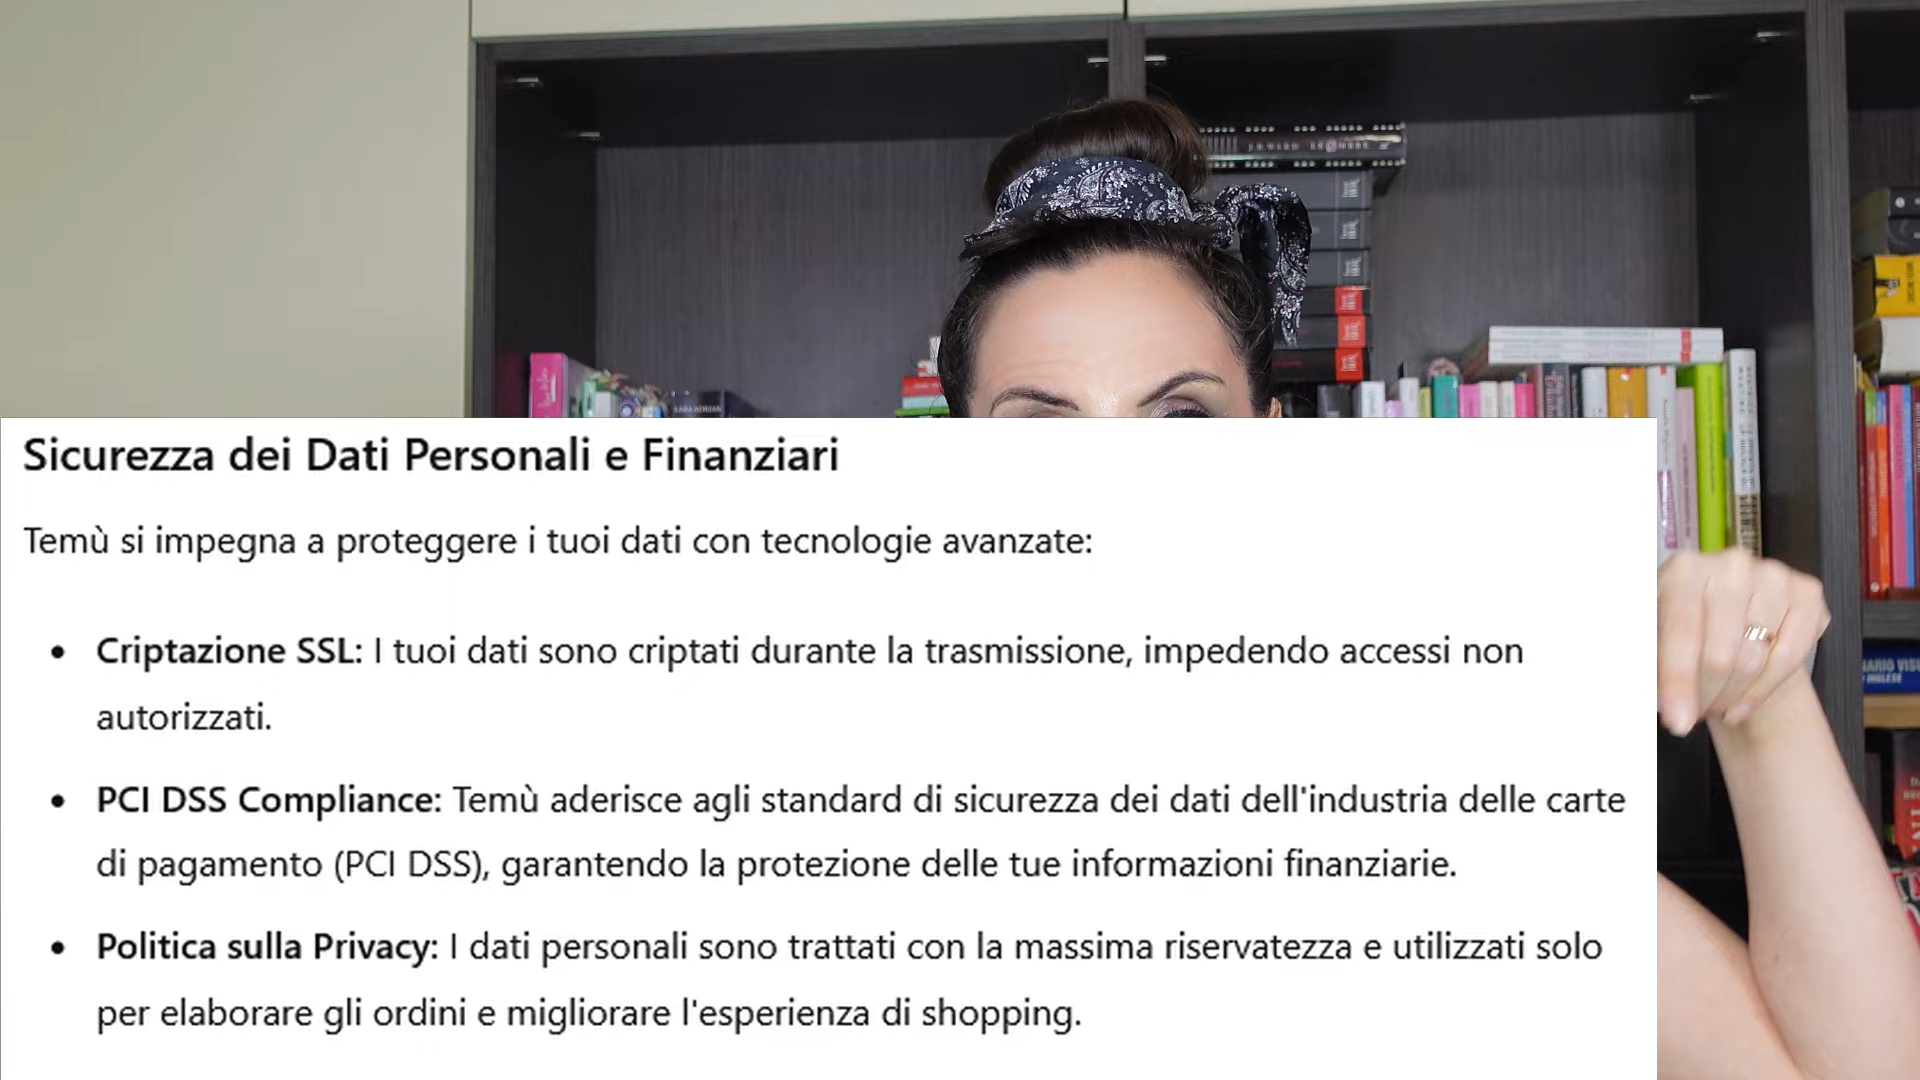 LARA ADRIAN
Sicurezza dei Dati Personali e Finanziari
Temù si impegna a proteggere i tuoi dati con tecnologie avanzate:
• Criptazione SSL: I tuoi dati sono criptati durante la trasmissione, impedendo accessi non
autorizzati.
• PCI DSS Compliance: Temù aderisce agli standard di sicurezza dei dati dell'industria delle carte
di pagamento (PCI DSS), garantendo la protezione delle tue informazioni finanziarie.
• Politica sulla Privacy: I dati personali sono trattati con la massima riservatezza e utilizzati solo
per elaborare gli ordini e migliorare l'esperienza di shopping.
INGLESE